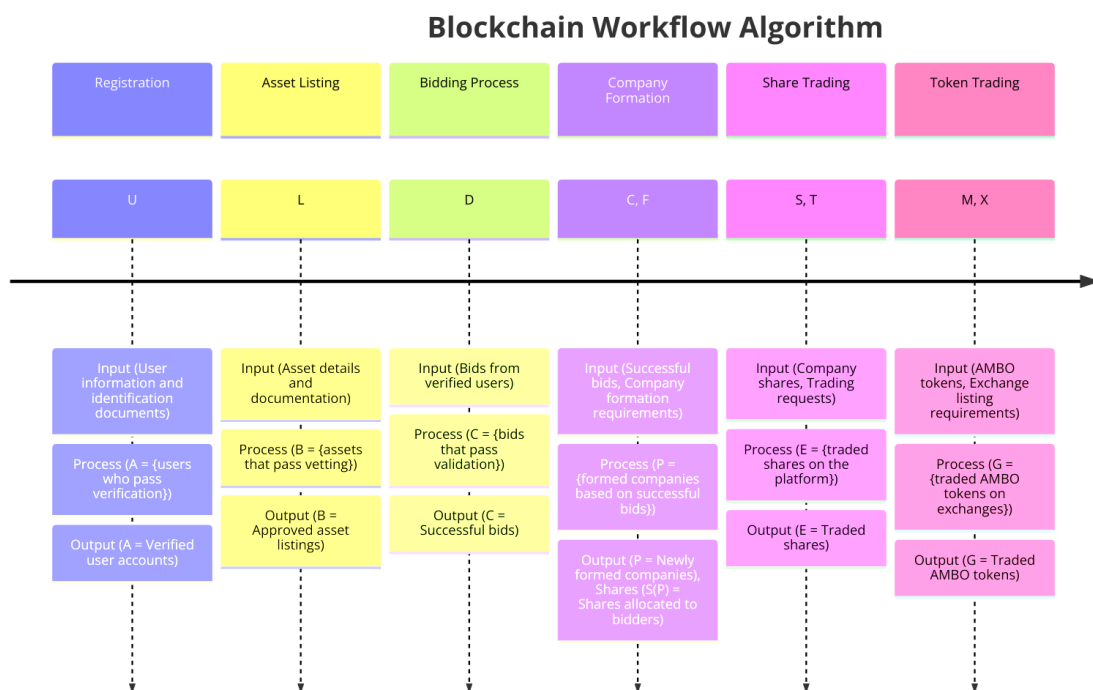 Blockchain Workflow Algorithm
Registration
Asset Listing
Bidding Process
Company
Formation
Share Trading
Token Trading
U
L
D
C, F
S, T
M, X
Input (User
information and
identification
documents)
Process (A = {users
who pass
verification})
Output (A = Verified
user accounts)
Input (Asset details
and
documentation)
Process (B = {assets
that pass vetting})
Output (B =
Approved asset
listings)
Input (Bids from
verified users)
Process (C = {bids
that pass
validation})
Output (C =
Successful bids)
Input (Successful
bids, Company
formation
requirements)
Process (P =
{formed companies
based on successful
bids})
Output (P = Newly
formed companies),
Shares (S(P) =
Shares allocated to
bidders)
Input (Company
shares, Trading
requests)
Process (E = {traded
shares on the
platform})
Output (E = Traded
shares)
Input (AMBO
tokens, Exchange
listing
requirements)
Process (G =
{traded AMBO
tokens on
exchanges})
Output (G = Traded
AMBO tokens)